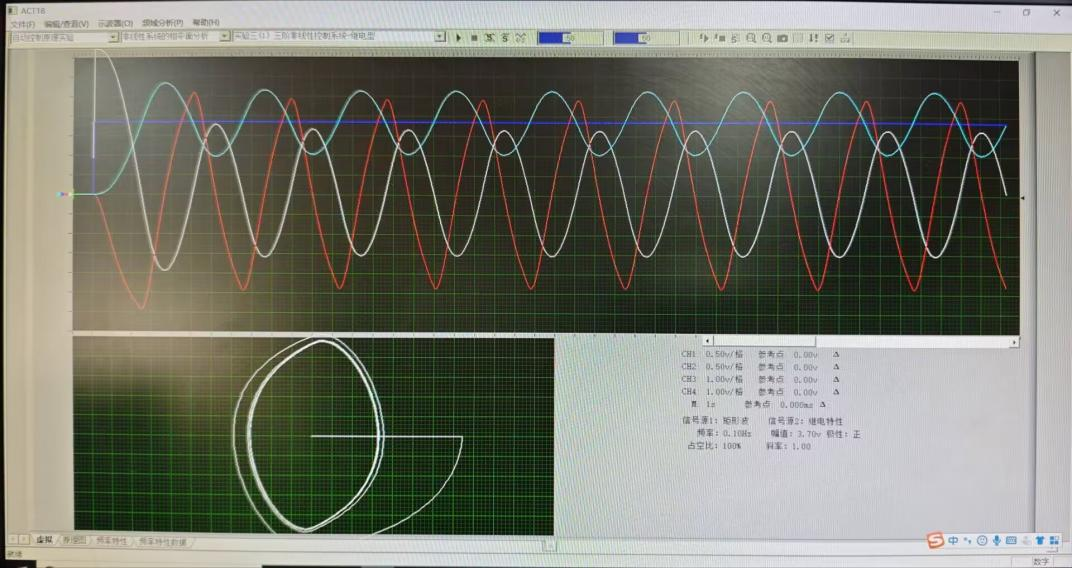 ACT18
文件(F) 编辑/查看(V) 示波器(O) 频域分析(P) 帮助(H)
自动控制原理实验 非线性系统的相平面分析 实验三(1) 三阶非线性控制系统-继电型
50 50
CH1 0.50v/格 参考点 0.00v Δ
CH2 0.50v/格 参考点 0.00v Δ
CH3 1.00v/格 参考点 0.00v Δ
CH4 1.00v/格 参考点 0.00v Δ
1s 参考点 0.000ms Δ
信号源1: 矩形波 信号源2: 继电特性
频率: 0.10Hz 幅值: 3.70v 极性: 正
占空比: 100% 斜率: 1.00
虚拟 原理图 频率特性 频率特性数据
中
就绪
数字